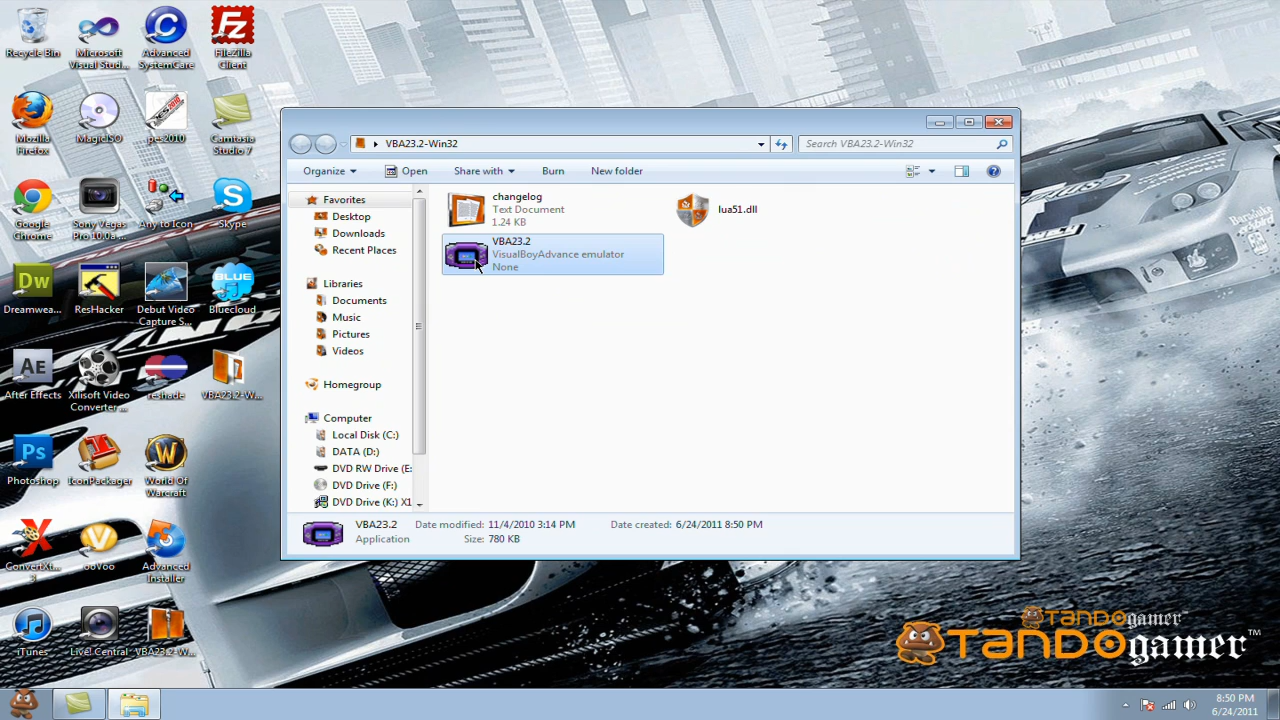 Recycle Bin
Microsoft
Visual Stud...
Advanced
SystemCare
FileZilla
Client
Mozilla
Firefox
MagicISO
pes2010
Camtasia
Studio 7
Google
Chrome
Sony Vegas
Pro 10.0a...
Any to Icon
Skype
Dreamwea...
ResHacker
Debut Video
Capture S...
Bluecloud
After Effects
Xilisoft Video
Converter ...
reshade
VBA23.2-W...
Photoshop
IconPackager
World Of
Warcraft
ConvertXt...
3
ooVoo
Advanced
Installer
iTunes
Live! Central
VBA23.2-W...
VBA23.2-Win32
Search VBA23.2-Win32
Organize
Open
Share with
Burn
New folder
Favorites
Desktop
Downloads
Recent Places
Libraries
Documents
Music
Pictures
Videos
Homegroup
Computer
Local Disk (C:)
DATA (D:)
DVD RW Drive (E:
DVD Drive (F:)
DVD Drive (K:) X1
changelog
Text Document
1.24 KB
lua51.dll
VBA23.2
VisualBoyAdvance emulator
None
VBA23.2
Date modified: 11/4/2010 3:14 PM
Date created: 6/24/2011 8:50 PM
Application
Size: 780 KB
TANDOgamer™
TANDOgamer™
8:50 PM
6/24/2011